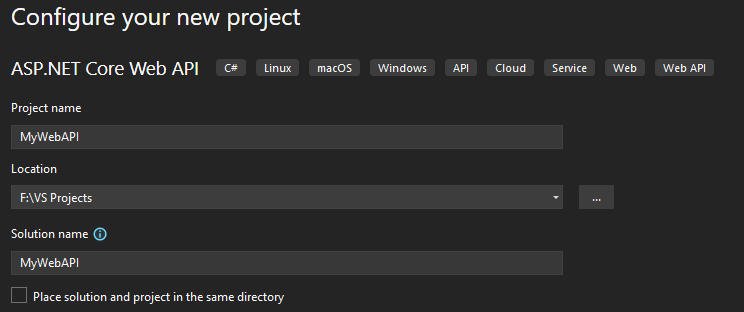 Configure your new project
ASP.NET Core Web API C# Linux macOS Windows API Cloud Service Web Web API
Project name
MyWebAPI
Location
F:\VS Projects ...
Solution name
MyWebAPI
Place solution and project in the same directory